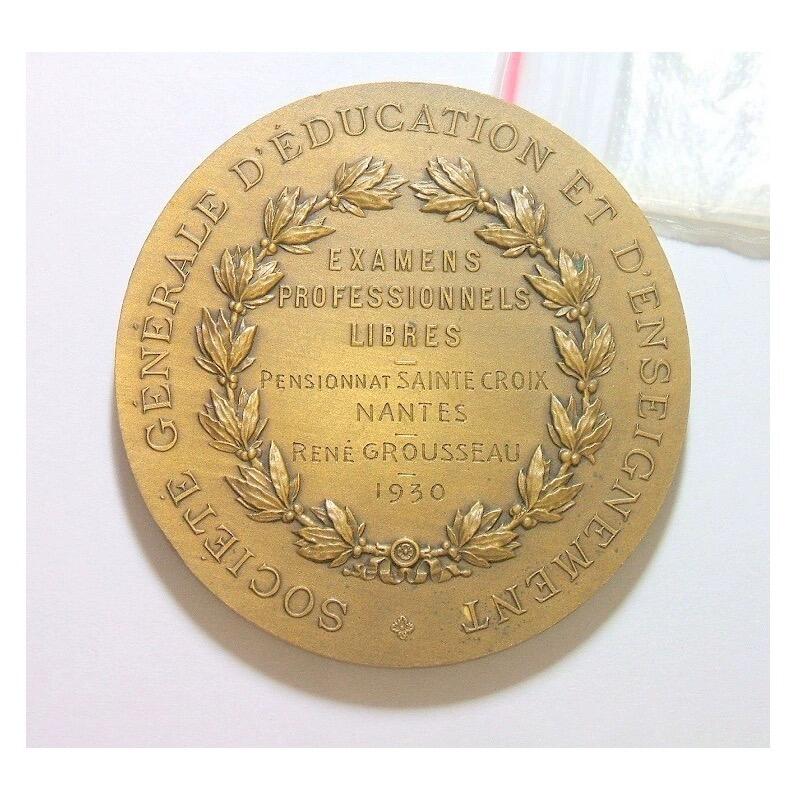 SOCIÉTÉ GÉNÉRALE D'ÉDUCATION ET D'ENSEIGNEMENT
EXAMENS
PROFESSIONNELS
LIBRES
PENSIONNAT SAINTE CROIX
NANTES
RENÉ GROUSSEAU
1930